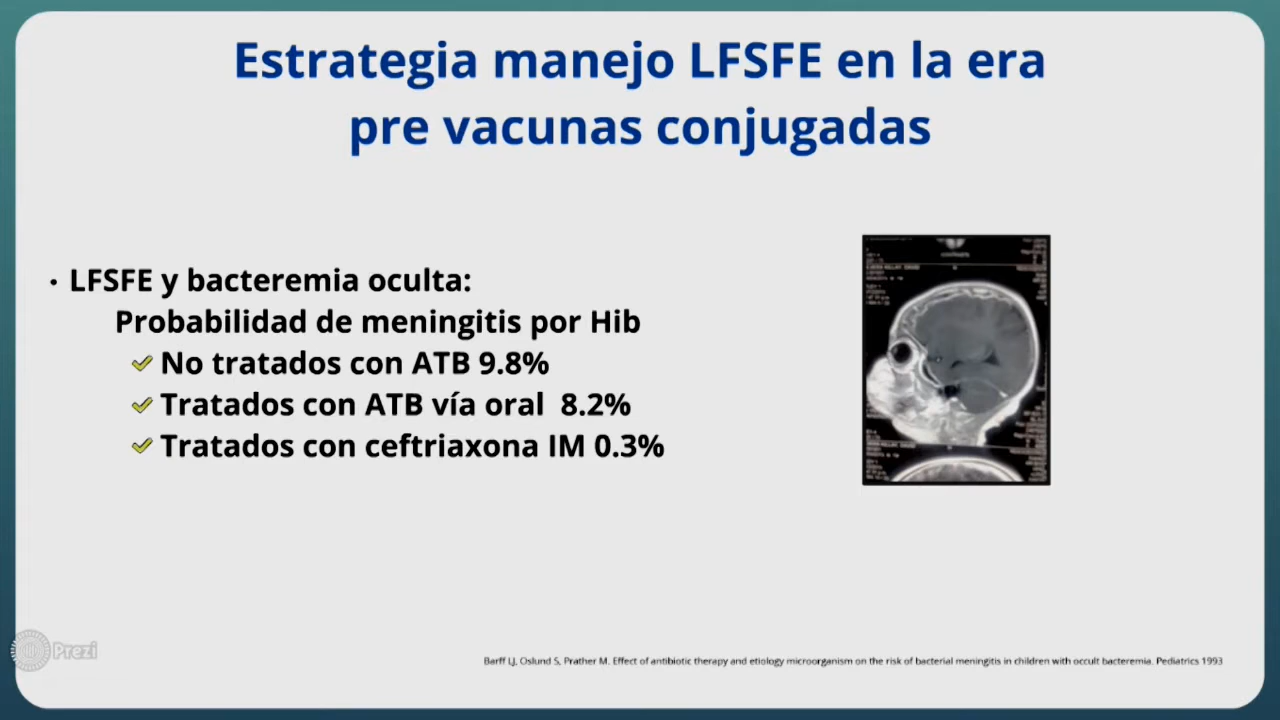 Estrategia manejo LFSFE en la era
pre vacunas conjugadas
· LFSFE y bacteremia oculta:
Probabilidad de meningitis por Hib
No tratados con ATB 9.8%
Tratados con ATB vía oral 8.2%
Tratados con ceftriaxona IM 0.3%
Prezi
Barff LJ, Oslund S, Prather M. Effect of antibiotic therapy and etiology microorganism on the risk of bacterial meningitis in children with occult bacteremia. Pediatrics 1993